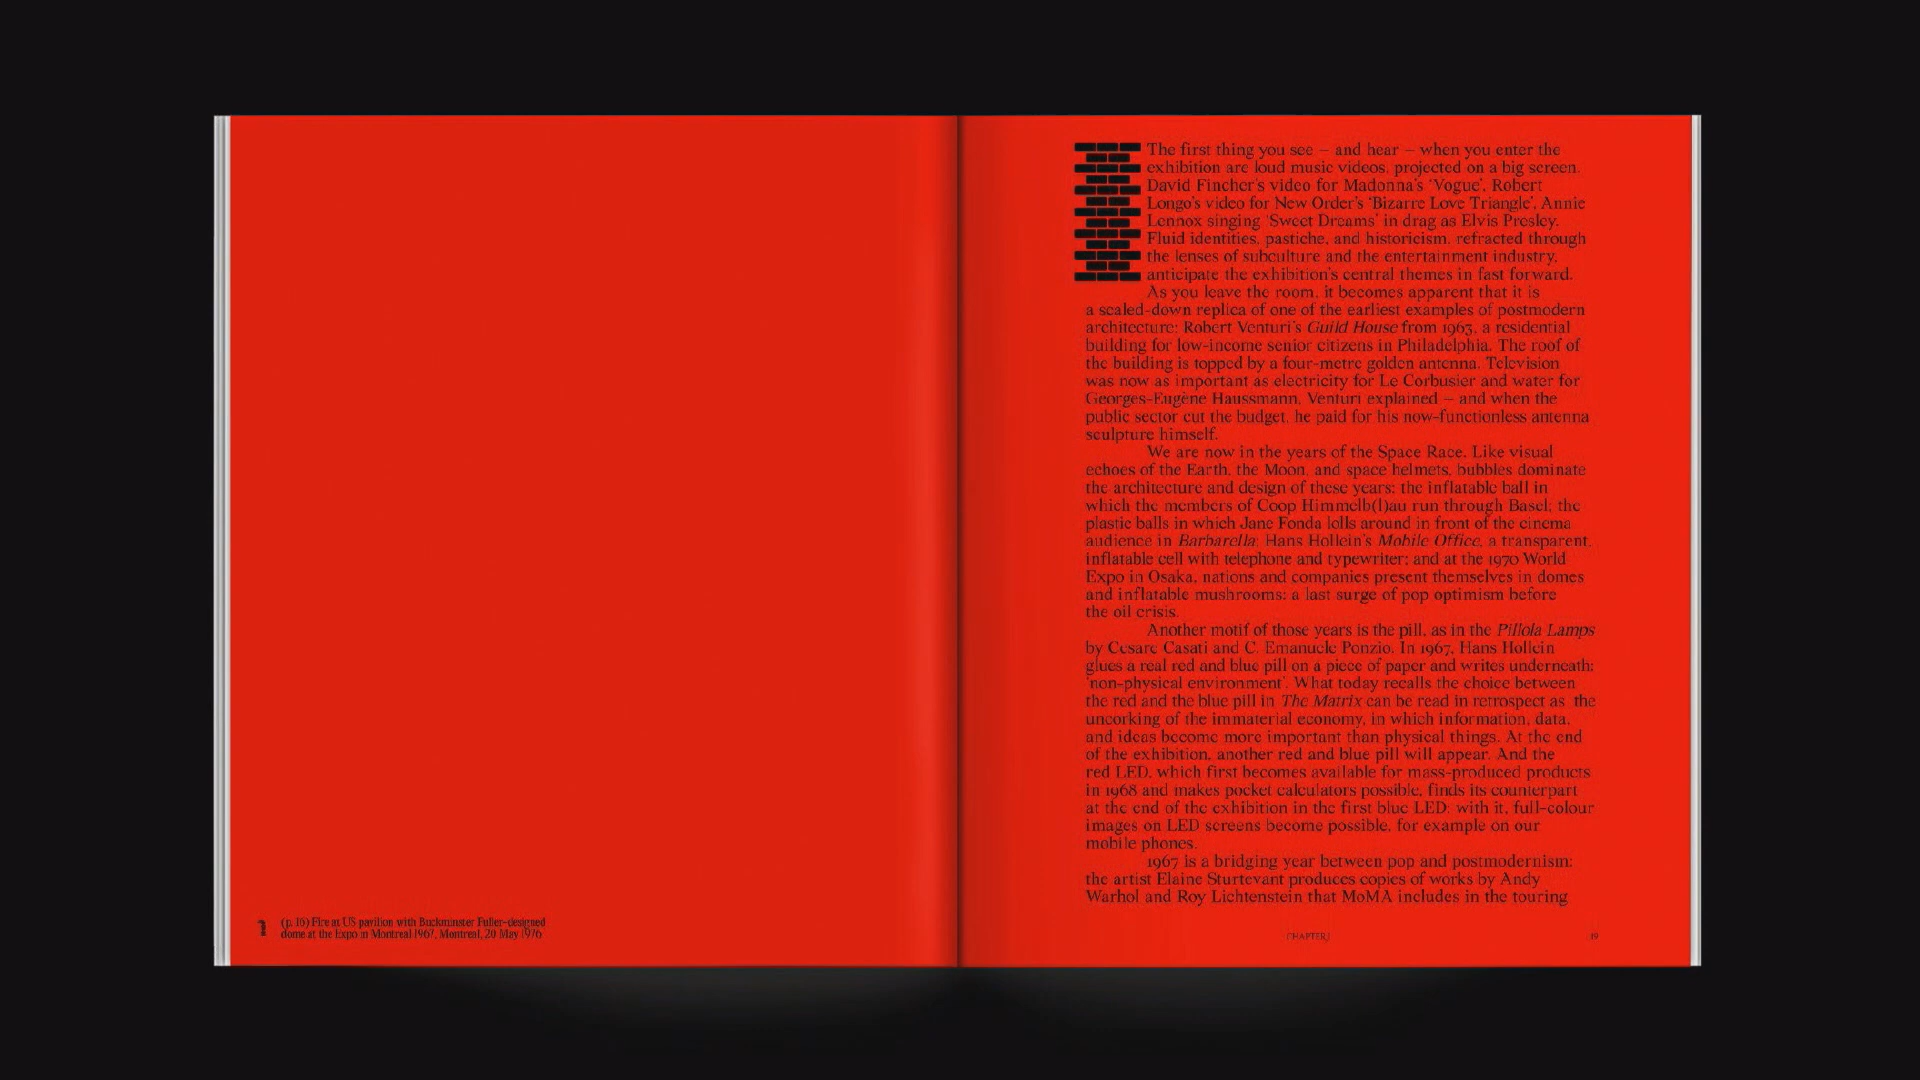 (p. 16) Fire at US pavilion with Buckminster Fuller-designed
dome at the Expo in Montreal 1967, Montreal, 20 May 1976
The first thing you see – and hear – when you enter the
exhibition are loud music videos, projected on a big screen.
David Fincher's video for Madonna's 'Vogue', Robert
Longo's video for New Order's 'Bizarre Love Triangle', Annie
Lennox singing 'Sweet Dreams' in drag as Elvis Presley.
Fluid identities, pastiche, and historicism, refracted through
the lenses of subculture and the entertainment industry,
anticipate the exhibition's central themes in fast forward.
As you leave the room, it becomes apparent that it is
a scaled-down replica of one of the earliest examples of postmodern
architecture: Robert Venturi's Guild House from 1963, a residential
building for low-income senior citizens in Philadelphia. The roof of
the building is topped by a four-metre golden antenna. Television
was now as important as electricity for Le Corbusier and water for
Georges-Eugène Haussmann, Venturi explained – and when the
public sector cut the budget, he paid for his now-functionless antenna
sculpture himself.
We are now in the years of the Space Race. Like visual
echoes of the Earth, the Moon, and space helmets, bubbles dominate
the architecture and design of these years: the inflatable ball in
which the members of Coop Himmelb(l)au run through Basel; the
plastic balls in which Jane Fonda lolls around in front of the cinema
audience in Barbarella; Hans Hollein's Mobile Office, a transparent,
inflatable cell with telephone and typewriter; and at the 1970 World
Expo in Osaka, nations and companies present themselves in domes
and inflatable mushrooms: a last surge of pop optimism before
the oil crisis.
Another motif of those years is the pill, as in the Pillola Lamps
by Cesare Casati and C. Emanuele Ponzio. In 1967, Hans Hollein
glues a real red and blue pill on a piece of paper and writes underneath:
'non-physical environment'. What today recalls the choice between
the red and the blue pill in The Matrix can be read in retrospect as the
uncorking of the immaterial economy, in which information, data,
and ideas become more important than physical things. At the end
of the exhibition, another red and blue pill will appear. And the
red LED, which first becomes available for mass-produced products
in 1968 and makes pocket calculators possible, finds its counterpart
at the end of the exhibition in the first blue LED: with it, full-colour
images on LED screens become possible, for example on our
mobile phones.
1967 is a bridging year between pop and postmodernism:
the artist Elaine Sturtevant produces copies of works by Andy
Warhol and Roy Lichtenstein that MoMA includes in the touring
19